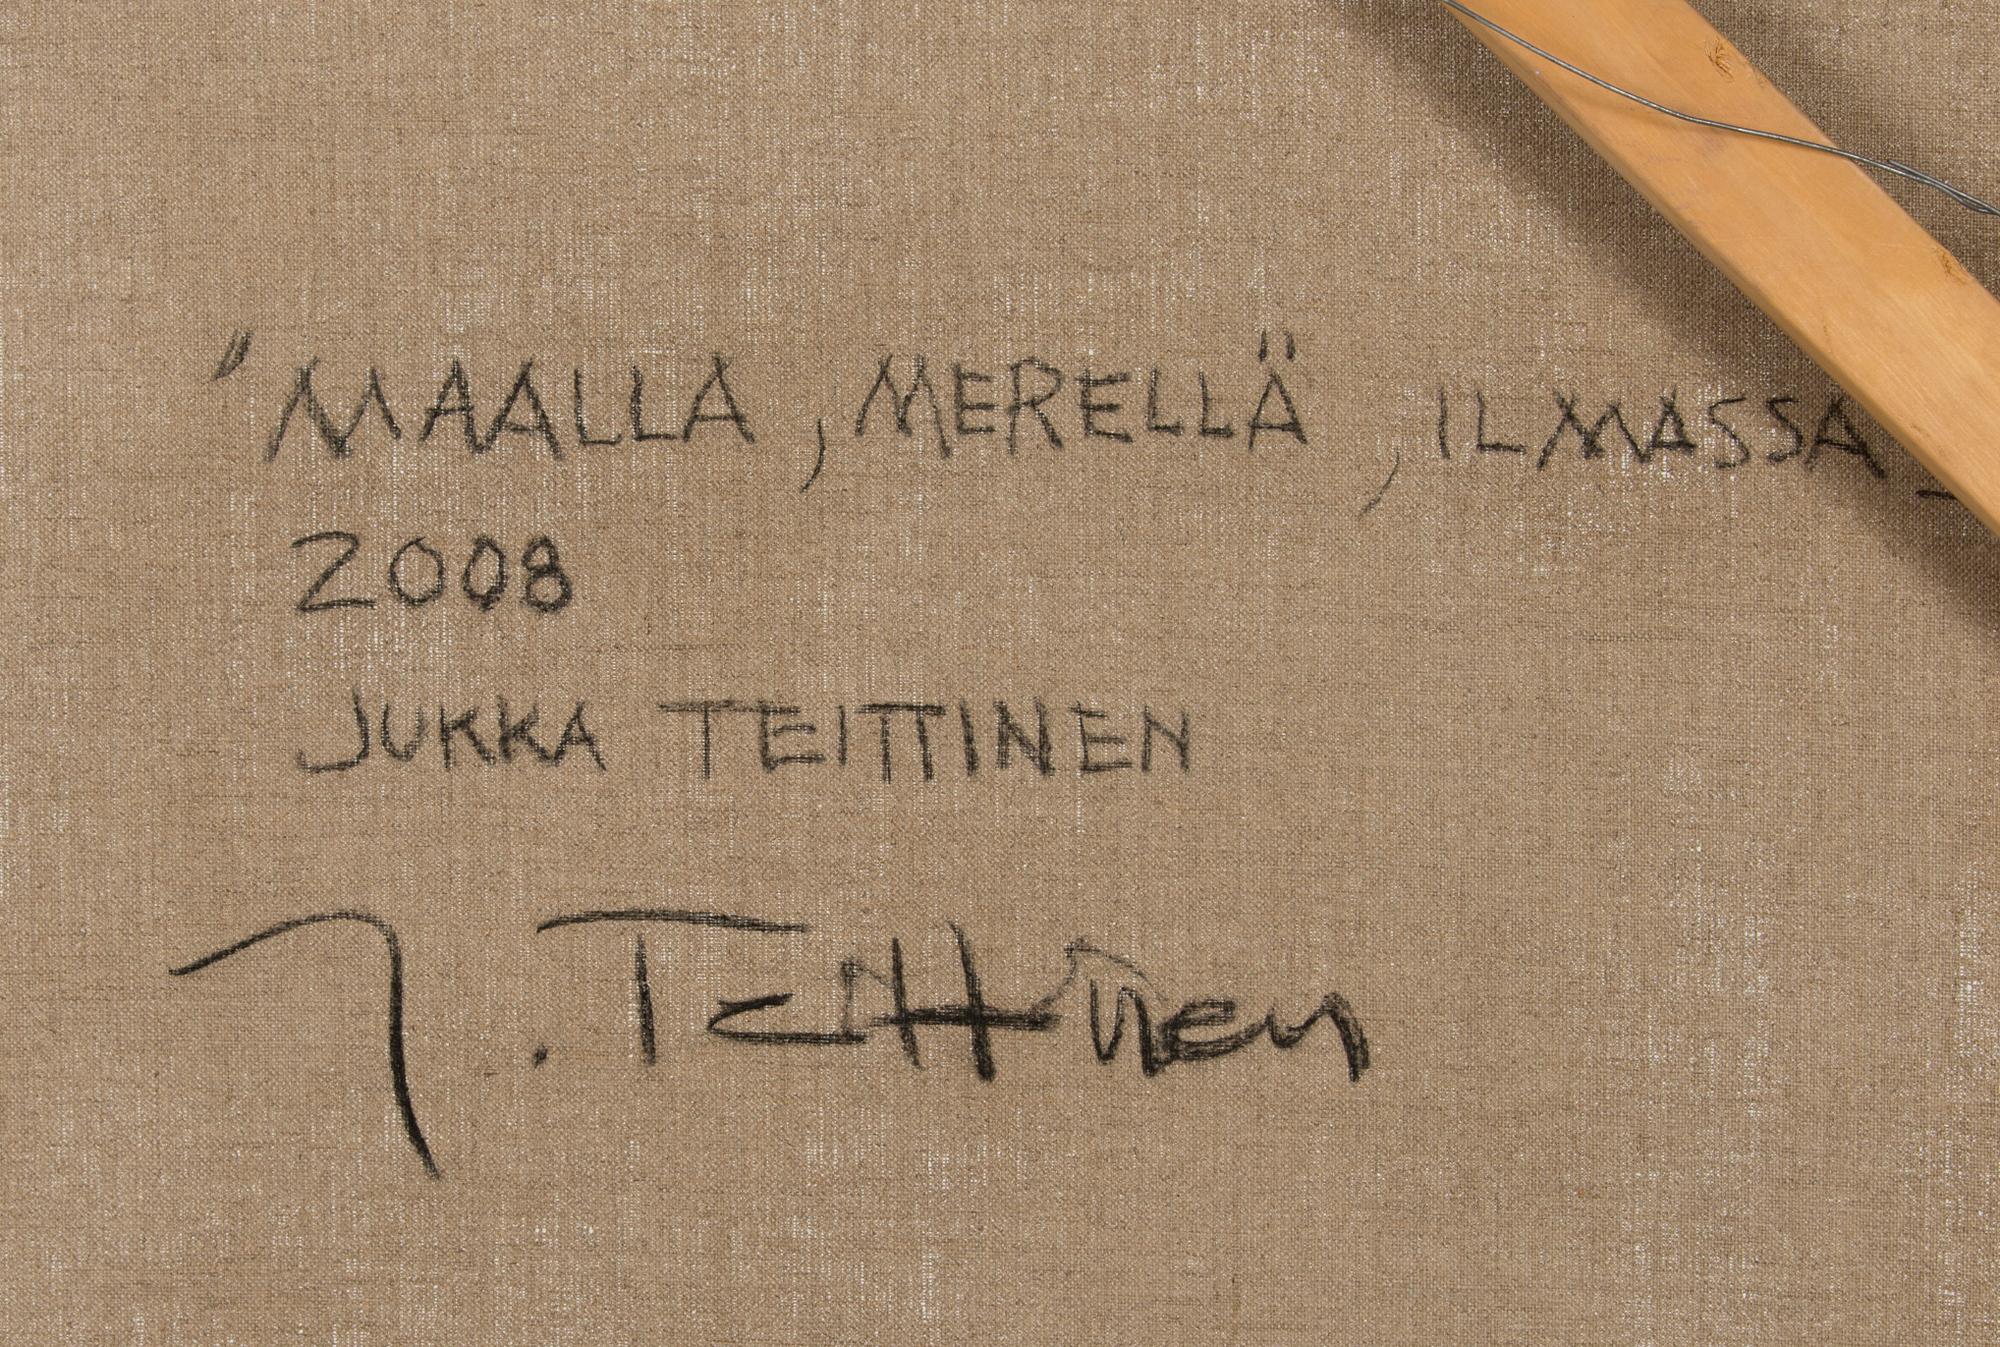 "MAALLA, MERELLÄ, ILMASSA
2008
JUKKA TEITTINEN
J. Teittinen